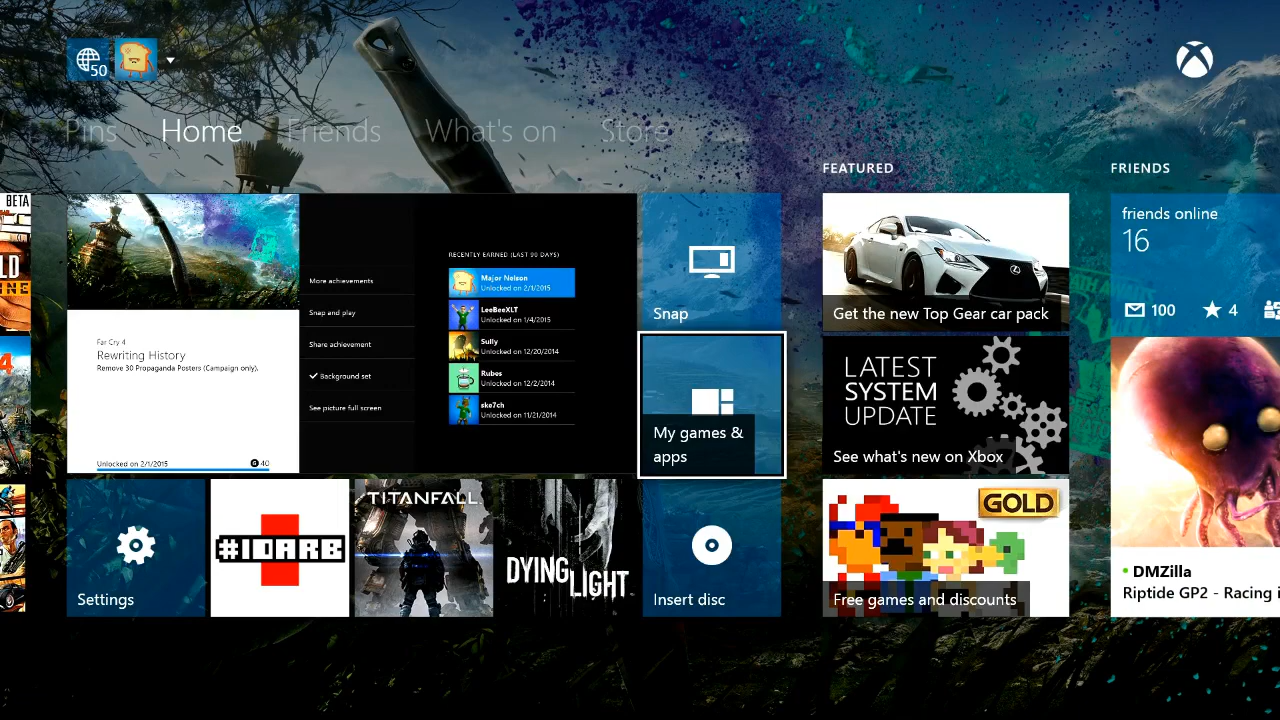 50
Pins Home Friends What's on Store
FEATURED
FRIENDS
BETA
RECENTLY EARNED (LAST 90 DAYS)
Major Nelson
Unlocked on 2/1/2015
LeeBeeXLT
Unlocked on 1/4/2015
Sully
Unlocked on 12/20/2014
Rubes
Unlocked on 12/2/2014
ske7ch
Unlocked on 11/21/2014
More achievements
Snap and play
Share achievement
Background set
See picture full screen
Far Cry 4
Rewriting History
Remove 30 Propaganda Posters (Campaign only).
Unlocked on 2/1/2015
G 40
Snap
My games &
apps
Settings
#IDARB
TITANFALL
DYING LIGHT
Insert disc
Get the new Top Gear car pack
LATEST
SYSTEM
UPDATE
See what's new on Xbox
GOLD
Free games and discounts
friends online
16
100
4
DMZilla
Riptide GP2 - Racing i